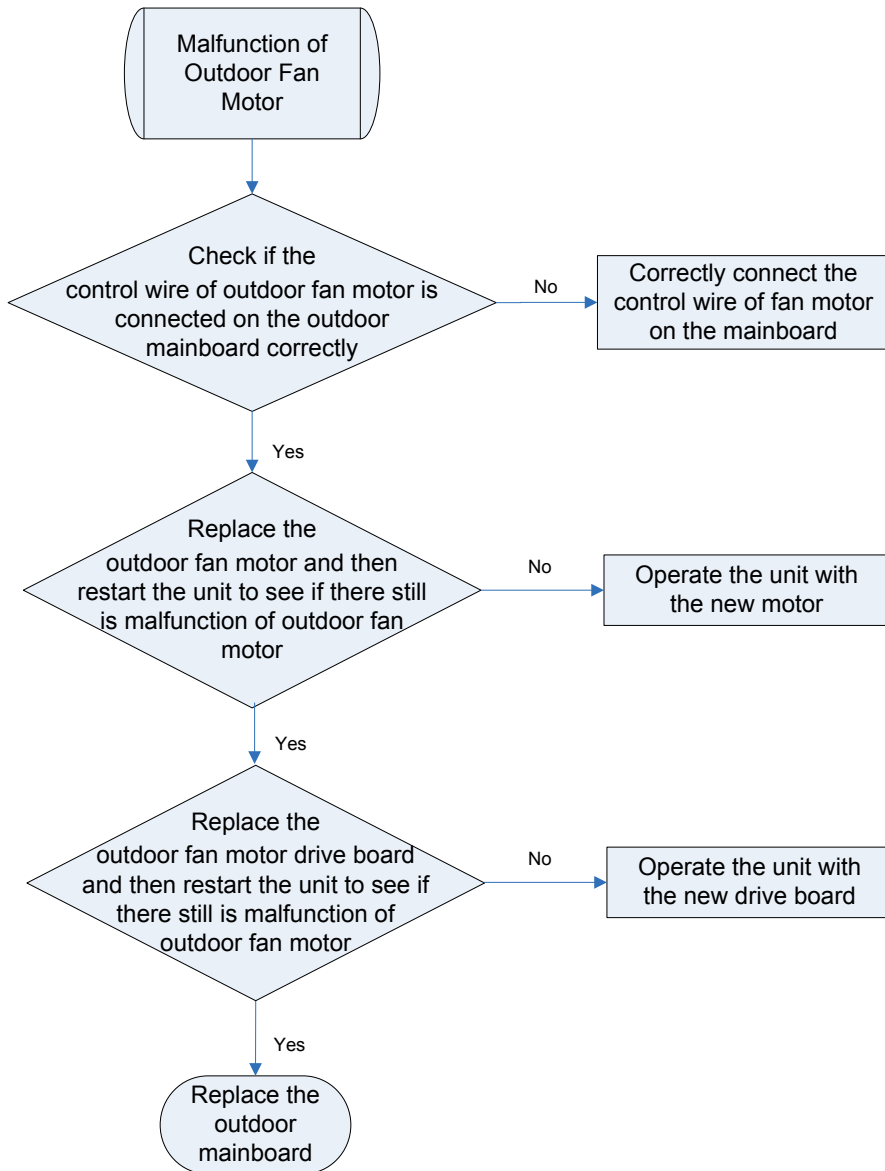 Malfunction of
Outdoor Fan
Motor
Check if the
control wire of outdoor fan motor is
connected on the outdoor
mainboard correctly
No
Correctly connect the
control wire of fan motor
on the mainboard
Yes
Replace the
outdoor fan motor and then
restart the unit to see if there still
is malfunction of outdoor fan
motor
No
Operate the unit with
the new motor
Yes
Replace the
outdoor fan motor drive board
and then restart the unit to see if
there still is malfunction of
outdoor fan motor
No
Operate the unit with
the new drive board
Yes
Replace the
outdoor
mainboard